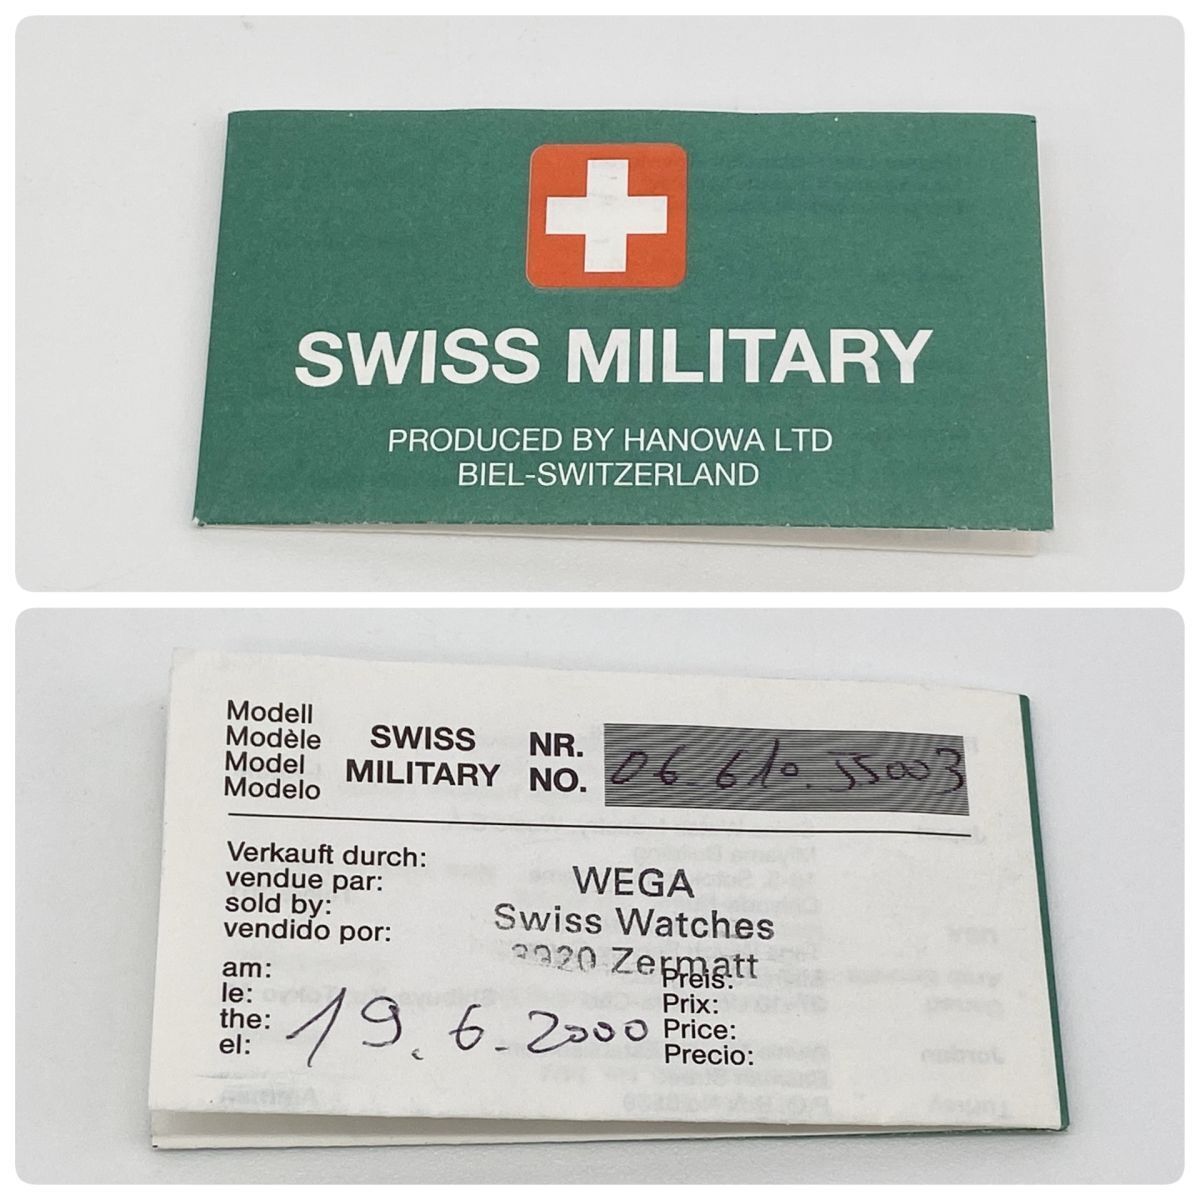 SWISS MILITARY
PRODUCED BY HANOWA LTD
BIEL-SWITZERLAND
Modell
Modèle
Model
Modelo
SWISS
MILITARY
NR.
NO.
06.610.55003
Verkauft durch:
vendue par:
sold by:
vendido por:
WEGA
Swiss Watches
Zermatt
am:
le:
the:
el:
19.6.2000
Preis:
Prix:
Price:
Precio: